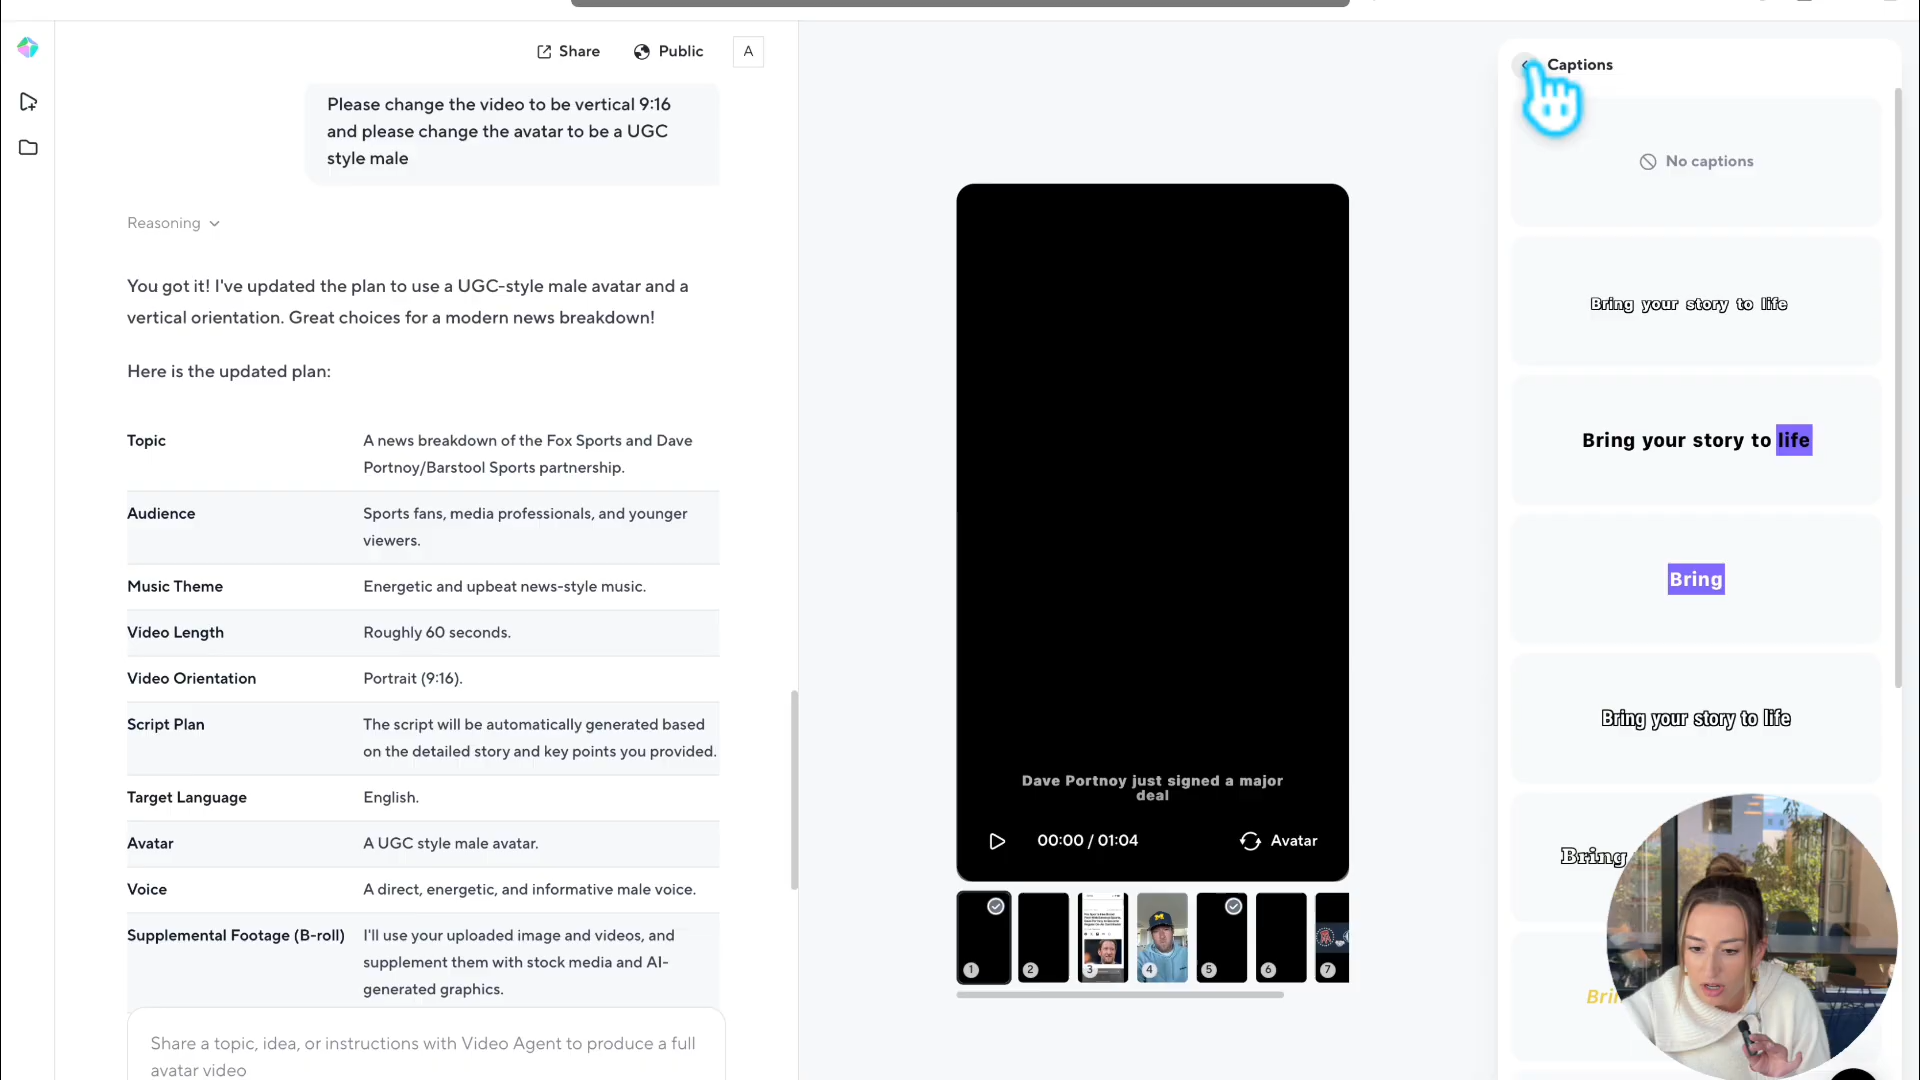 Share
Public
A
Please change the video to be vertical 9:16
and please change the avatar to be a UGC
style male
Reasoning
You got it! I've updated the plan to use a UGC-style male avatar and a
vertical orientation. Great choices for a modern news breakdown!
Here is the updated plan:
Topic
A news breakdown of the Fox Sports and Dave
Portnoy/Barstool Sports partnership.
Audience
Sports fans, media professionals, and younger
viewers.
Music Theme
Energetic and upbeat news-style music.
Video Length
Roughly 60 seconds.
Video Orientation
Portrait (9:16).
Script Plan
The script will be automatically generated based
on the detailed story and key points you provided.
Target Language
English.
Avatar
A UGC style male avatar.
Voice
A direct, energetic, and informative male voice.
Supplemental Footage (B-roll)
I'll use your uploaded image and videos, and
supplement them with stock media and AI-
generated graphics.
Share a topic, idea, or instructions with Video Agent to produce a full
avatar video
Dave Portnoy just signed a major
deal
00:00 / 01:04
Avatar
1
2
3
4
5
6
7
Captions
No captions
Bring your story to life
Bring your story to life
Bring
Bring your story to life
Bring